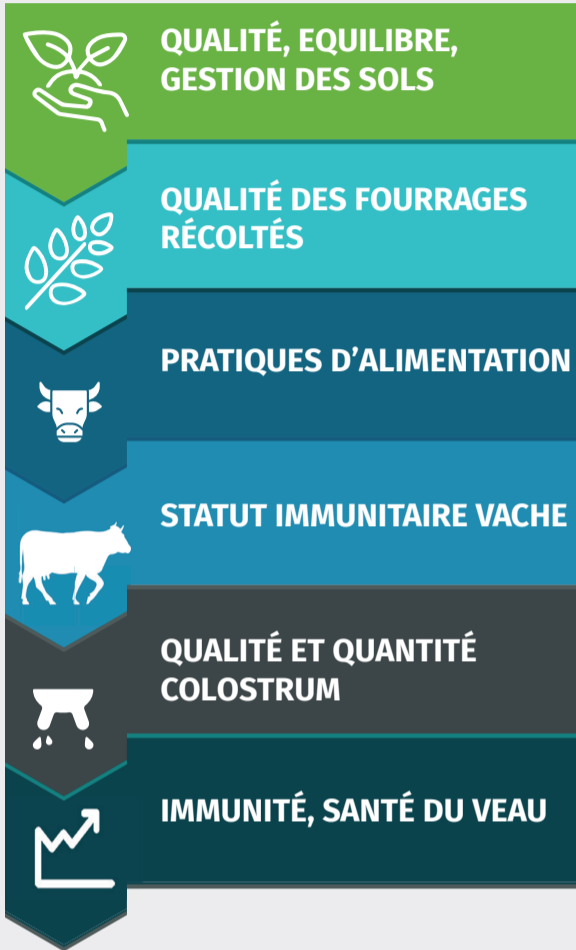 QUALITÉ, EQUILIBRE,
GESTION DES SOLS
QUALITÉ DES FOURRAGES
RÉCOLTÉS
PRATIQUES D’ALIMENTATION
STATUT IMMUNITAIRE VACHE
QUALITÉ ET QUANTITÉ
COLOSTRUM
IMMUNITÉ, SANTÉ DU VEAU